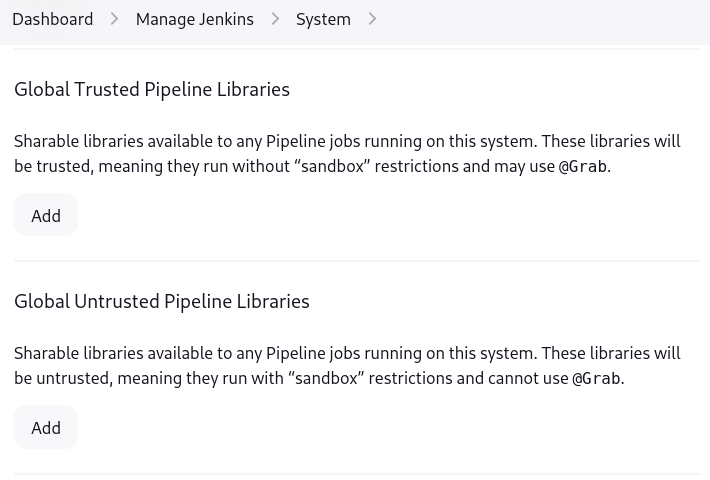 Dashboard > Manage Jenkins > System >
Global Trusted Pipeline Libraries
Sharable libraries available to any Pipeline jobs running on this system. These libraries will
be trusted, meaning they run without “sandbox” restrictions and may use @Grab.
Add
Global Untrusted Pipeline Libraries
Sharable libraries available to any Pipeline jobs running on this system. These libraries will
be untrusted, meaning they run with “sandbox” restrictions and cannot use @Grab.
Add